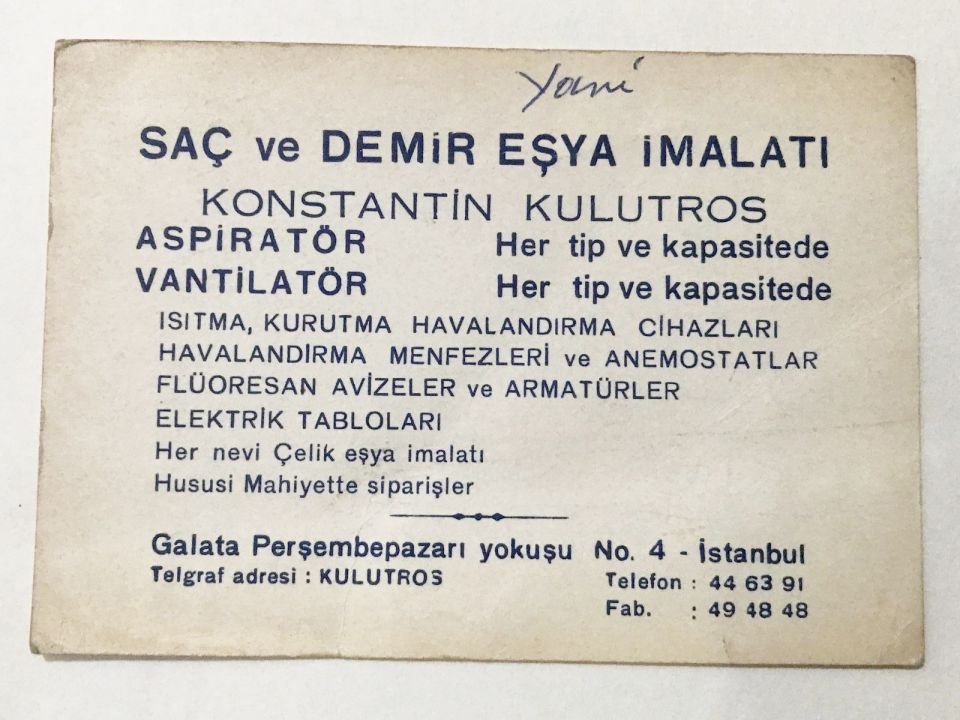 Yani
SAÇ ve DEMİR EŞYA İMALATI
KONSTANTİN KULUTROS
ASPİRATÖR Her tip ve kapasitede
VANTİLATÖR Her tip ve kapasitede
ISITMA, KURUTMA HAVALANDIRMA CİHAZLARI
HAVALANDİRMA MENFEZLERİ ve ANEMOSTATLAR
FLÜORESAN AVİZELER ve ARMATÜRLER
ELEKTRİK TABLOLARI
Her nevi Çelik eşya imalatı
Hususi Mahiyette siparişler
Galata Perşembepazarı yokuşu No. 4 - İstanbul
Telgraf adresi : KULUTROS Telefon : 44 63 91
Fab. : 49 48 48